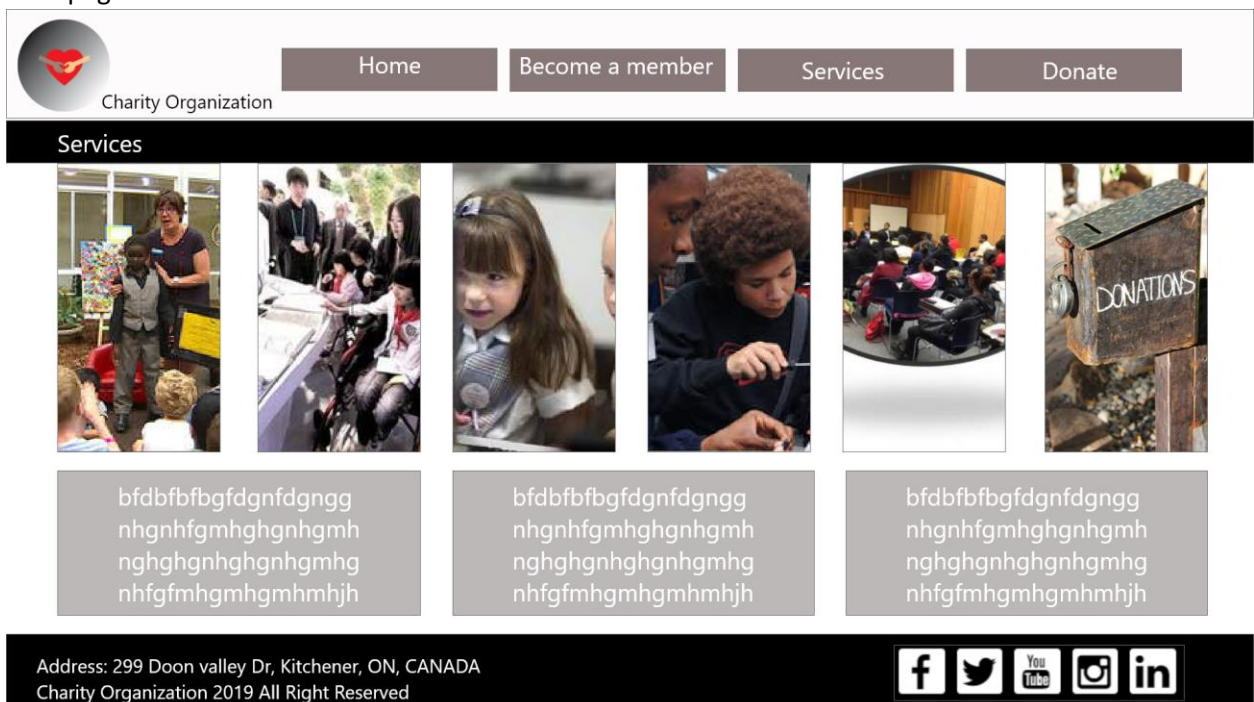 Home
Become a member
Services
Donate
Charity Organization
Services
DONATIONS
bfdbfbfbgfdgnfdgngg
nhgnhfgmhghgnhgmh
nghghgnhghgnhgmhg
nhfgfmhgmhgmhmhjh
bfdbfbfbgfdgnfdgngg
nhgnhfgmhghgnhgmh
nghghgnhghgnhgmhg
nhfgfmhgmhgmhmhjh
bfdbfbfbgfdgnfdgngg
nhgnhfgmhghgnhgmh
nghghgnhghgnhgmhg
nhfgfmhgmhgmhmhjh
Address: 299 Doon valley Dr, Kitchener, ON, CANADA
Charity Organization 2019 All Right Reserved
f
You
Tube
in